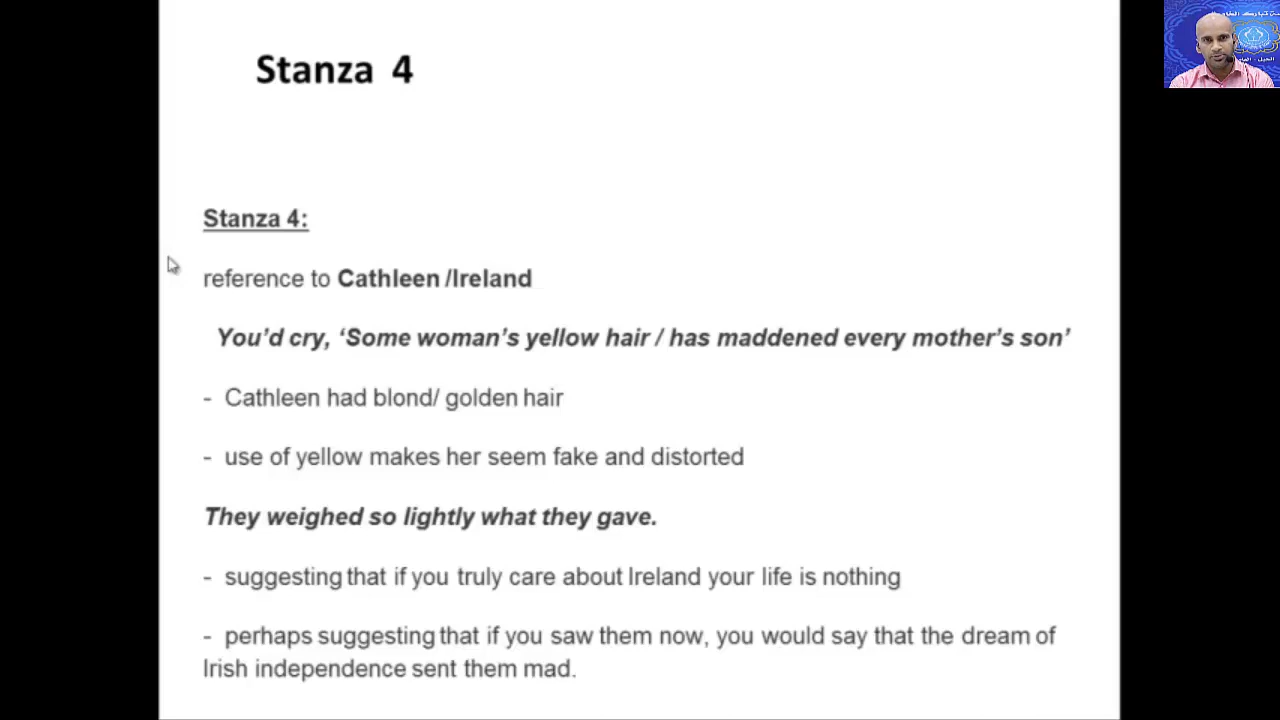 Stanza 4
Stanza 4:
reference to Cathleen /Ireland
You’d cry, ‘Some woman’s yellow hair / has maddened every mother’s son’
- Cathleen had blond/ golden hair
- use of yellow makes her seem fake and distorted
They weighed so lightly what they gave.
- suggesting that if you truly care about Ireland your life is nothing
- perhaps suggesting that if you saw them now, you would say that the dream of
Irish independence sent them mad.